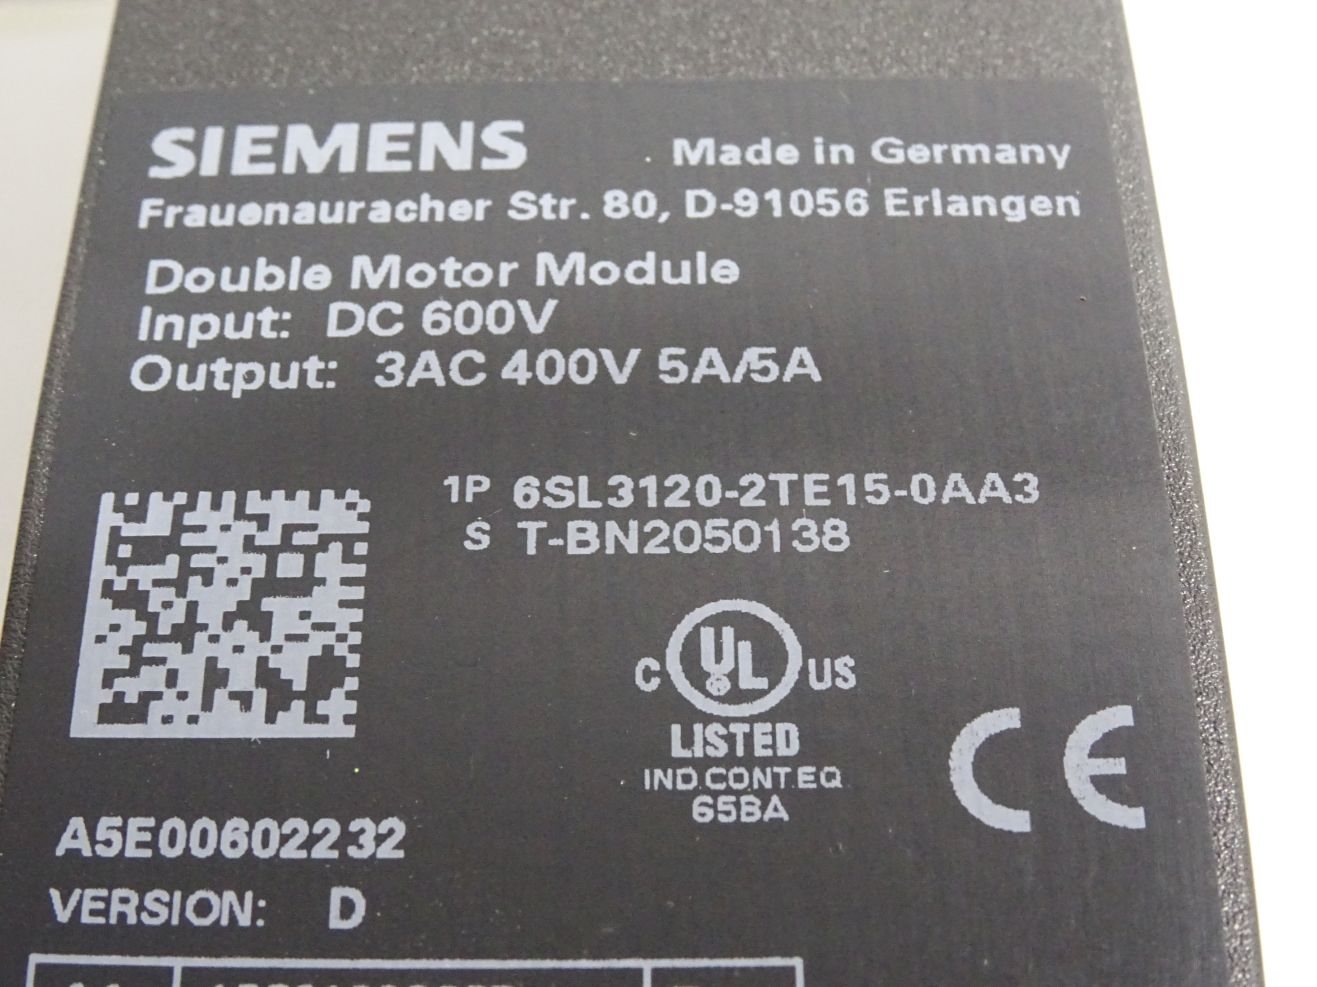 SIEMENS Made in Germany
Frauenauracher Str. 80, D-91056 Erlangen
Double Motor Module
Input: DC 600V
Output: 3AC 400V 5A/5A
1P 6SL3120-2TE15-0AA3
S T-BN2050138
C UL US
LISTED
IND.CONT.EQ
65BA
CE
A5E00602232
VERSION: D